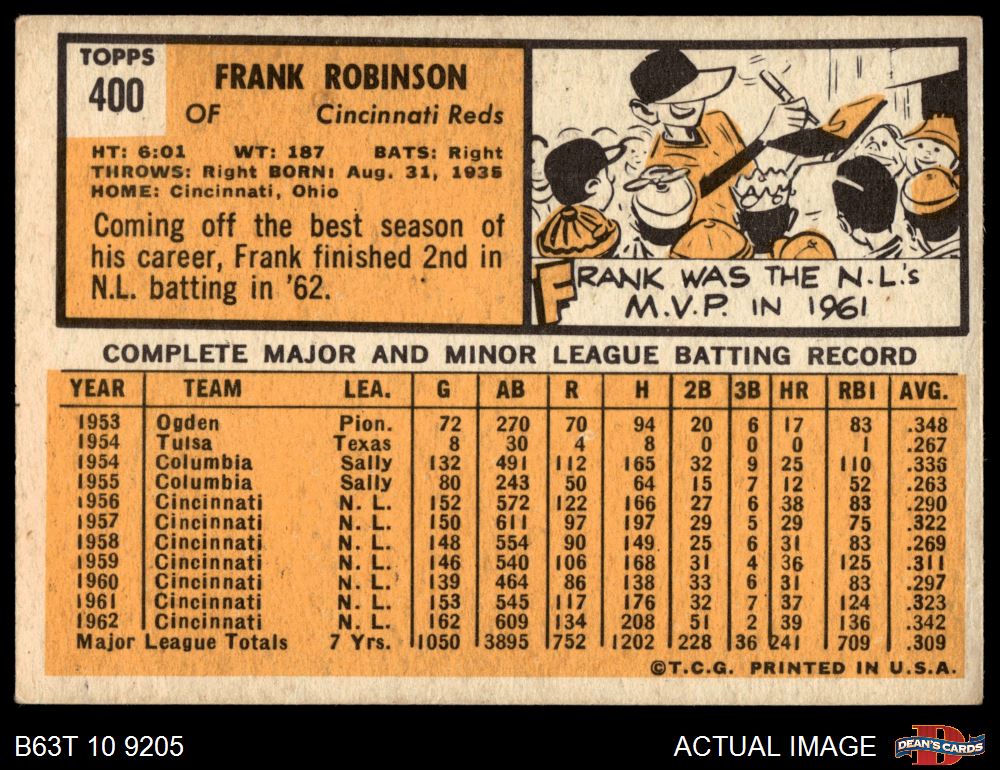 TOPPS
400
FRANK ROBINSON
OF Cincinnati Reds
HT: 6:01 WT: 187 BATS: Right
THROWS: Right BORN: Aug. 31, 1935
HOME: Cincinnati, Ohio
Coming off the best season of
his career, Frank finished 2nd in
N.L. batting in '62.
FRANK WAS THE N.L.'s
M.V.P. IN 1961
COMPLETE MAJOR AND MINOR LEAGUE BATTING RECORD
YEAR TEAM LEA. G AB R H 2B 3B HR RBI AVG.
1953 Ogden Pion. 72 270 70 94 20 6 17 83 .348
1954 Tulsa Texas 8 30 4 8 0 0 0 1 .267
1954 Columbia Sally 132 491 112 165 32 9 25 110 .336
1955 Columbia Sally 80 243 50 64 15 7 12 52 .263
1956 Cincinnati N. L. 152 572 122 166 27 6 38 83 .290
1957 Cincinnati N. L. 150 611 97 197 29 5 29 75 .322
1958 Cincinnati N. L. 148 554 90 149 25 6 31 83 .269
1959 Cincinnati N. L. 146 540 106 168 31 4 36 125 .311
1960 Cincinnati N. L. 139 464 86 138 33 6 31 83 .297
1961 Cincinnati N. L. 153 545 117 176 32 7 37 124 .323
1962 Cincinnati N. L. 162 609 134 208 51 2 39 136 .342
Major League Totals 7 Yrs. 1050 3895 752 1202 228 36 241 709 .309
©T.C.G. PRINTED IN U.S.A.
B63T 10 9205
ACTUAL IMAGE
D
DEAN'S CARDS